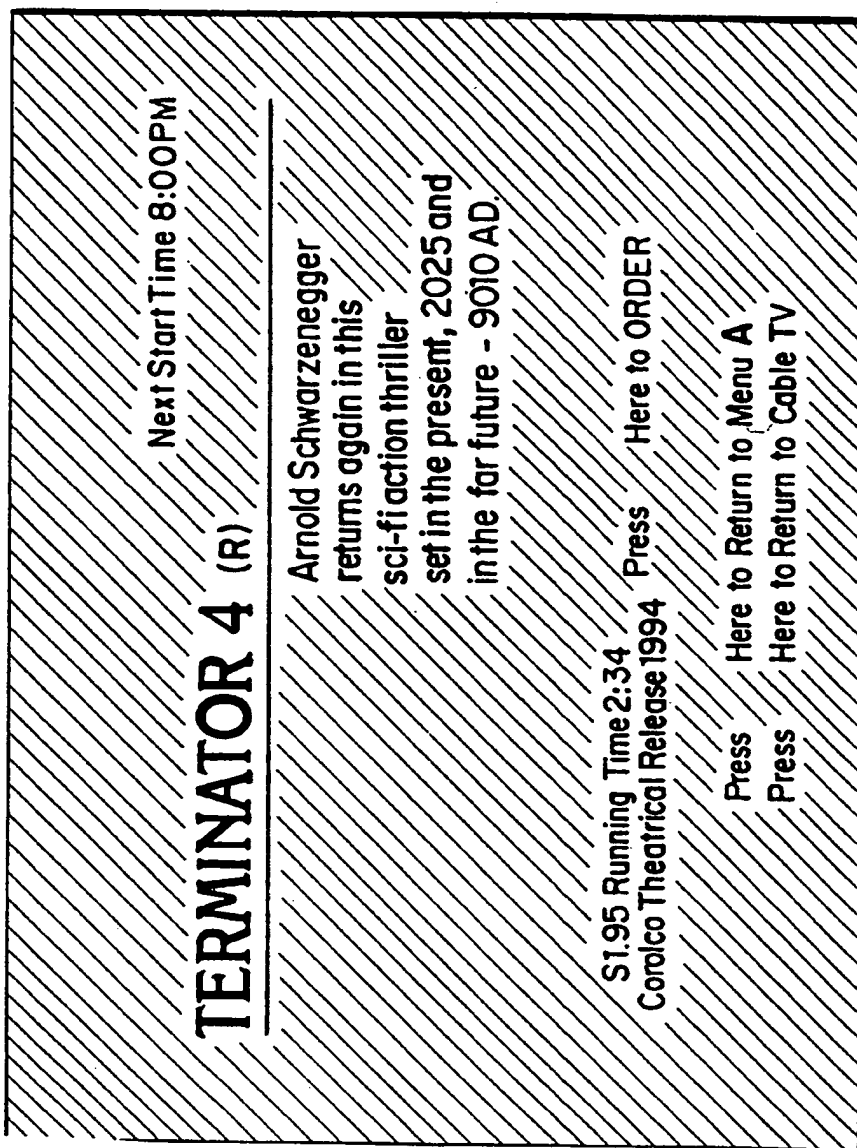 Next Start Time 8:00PM
TERMINATOR 4 (R)
Arnold Schwarzenegger
returns again in this
sci-fi action thriller
set in the present, 2025 and
in the far future - 9010 AD.
S1.95 Running Time 2:34
Corolco Theatrical Release 1994
Press Here to ORDER
Press Here to Return to Menu A
Press Here to Return to Cable TV